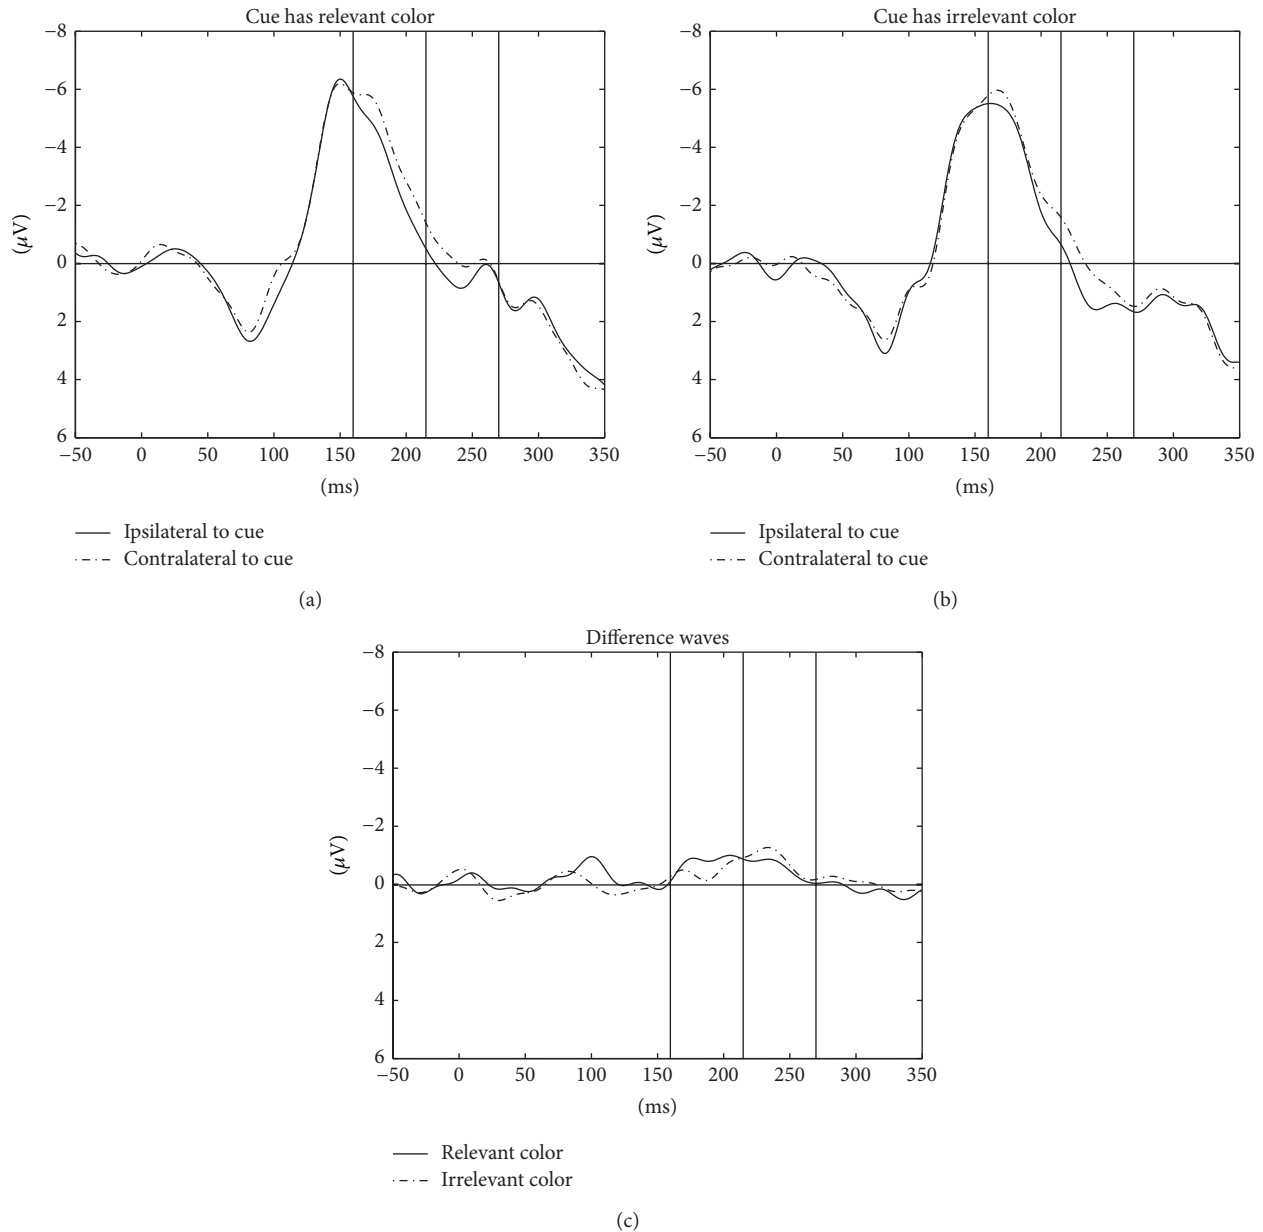 Cue has relevant color
−8
−6
−4
−2
0
2
4
6
(μV)
−50 0 50 100 150 200 250 300 350
(ms)
Ipsilateral to cue
Contralateral to cue
(a)
Cue has irrelevant color
−8
−6
−4
−2
0
2
4
6
(μV)
−50 0 50 100 150 200 250 300 350
(ms)
Ipsilateral to cue
Contralateral to cue
(b)
Difference waves
−8
−6
−4
−2
0
2
4
6
(μV)
−50 0 50 100 150 200 250 300 350
(ms)
Relevant color
Irrelevant color
(c)